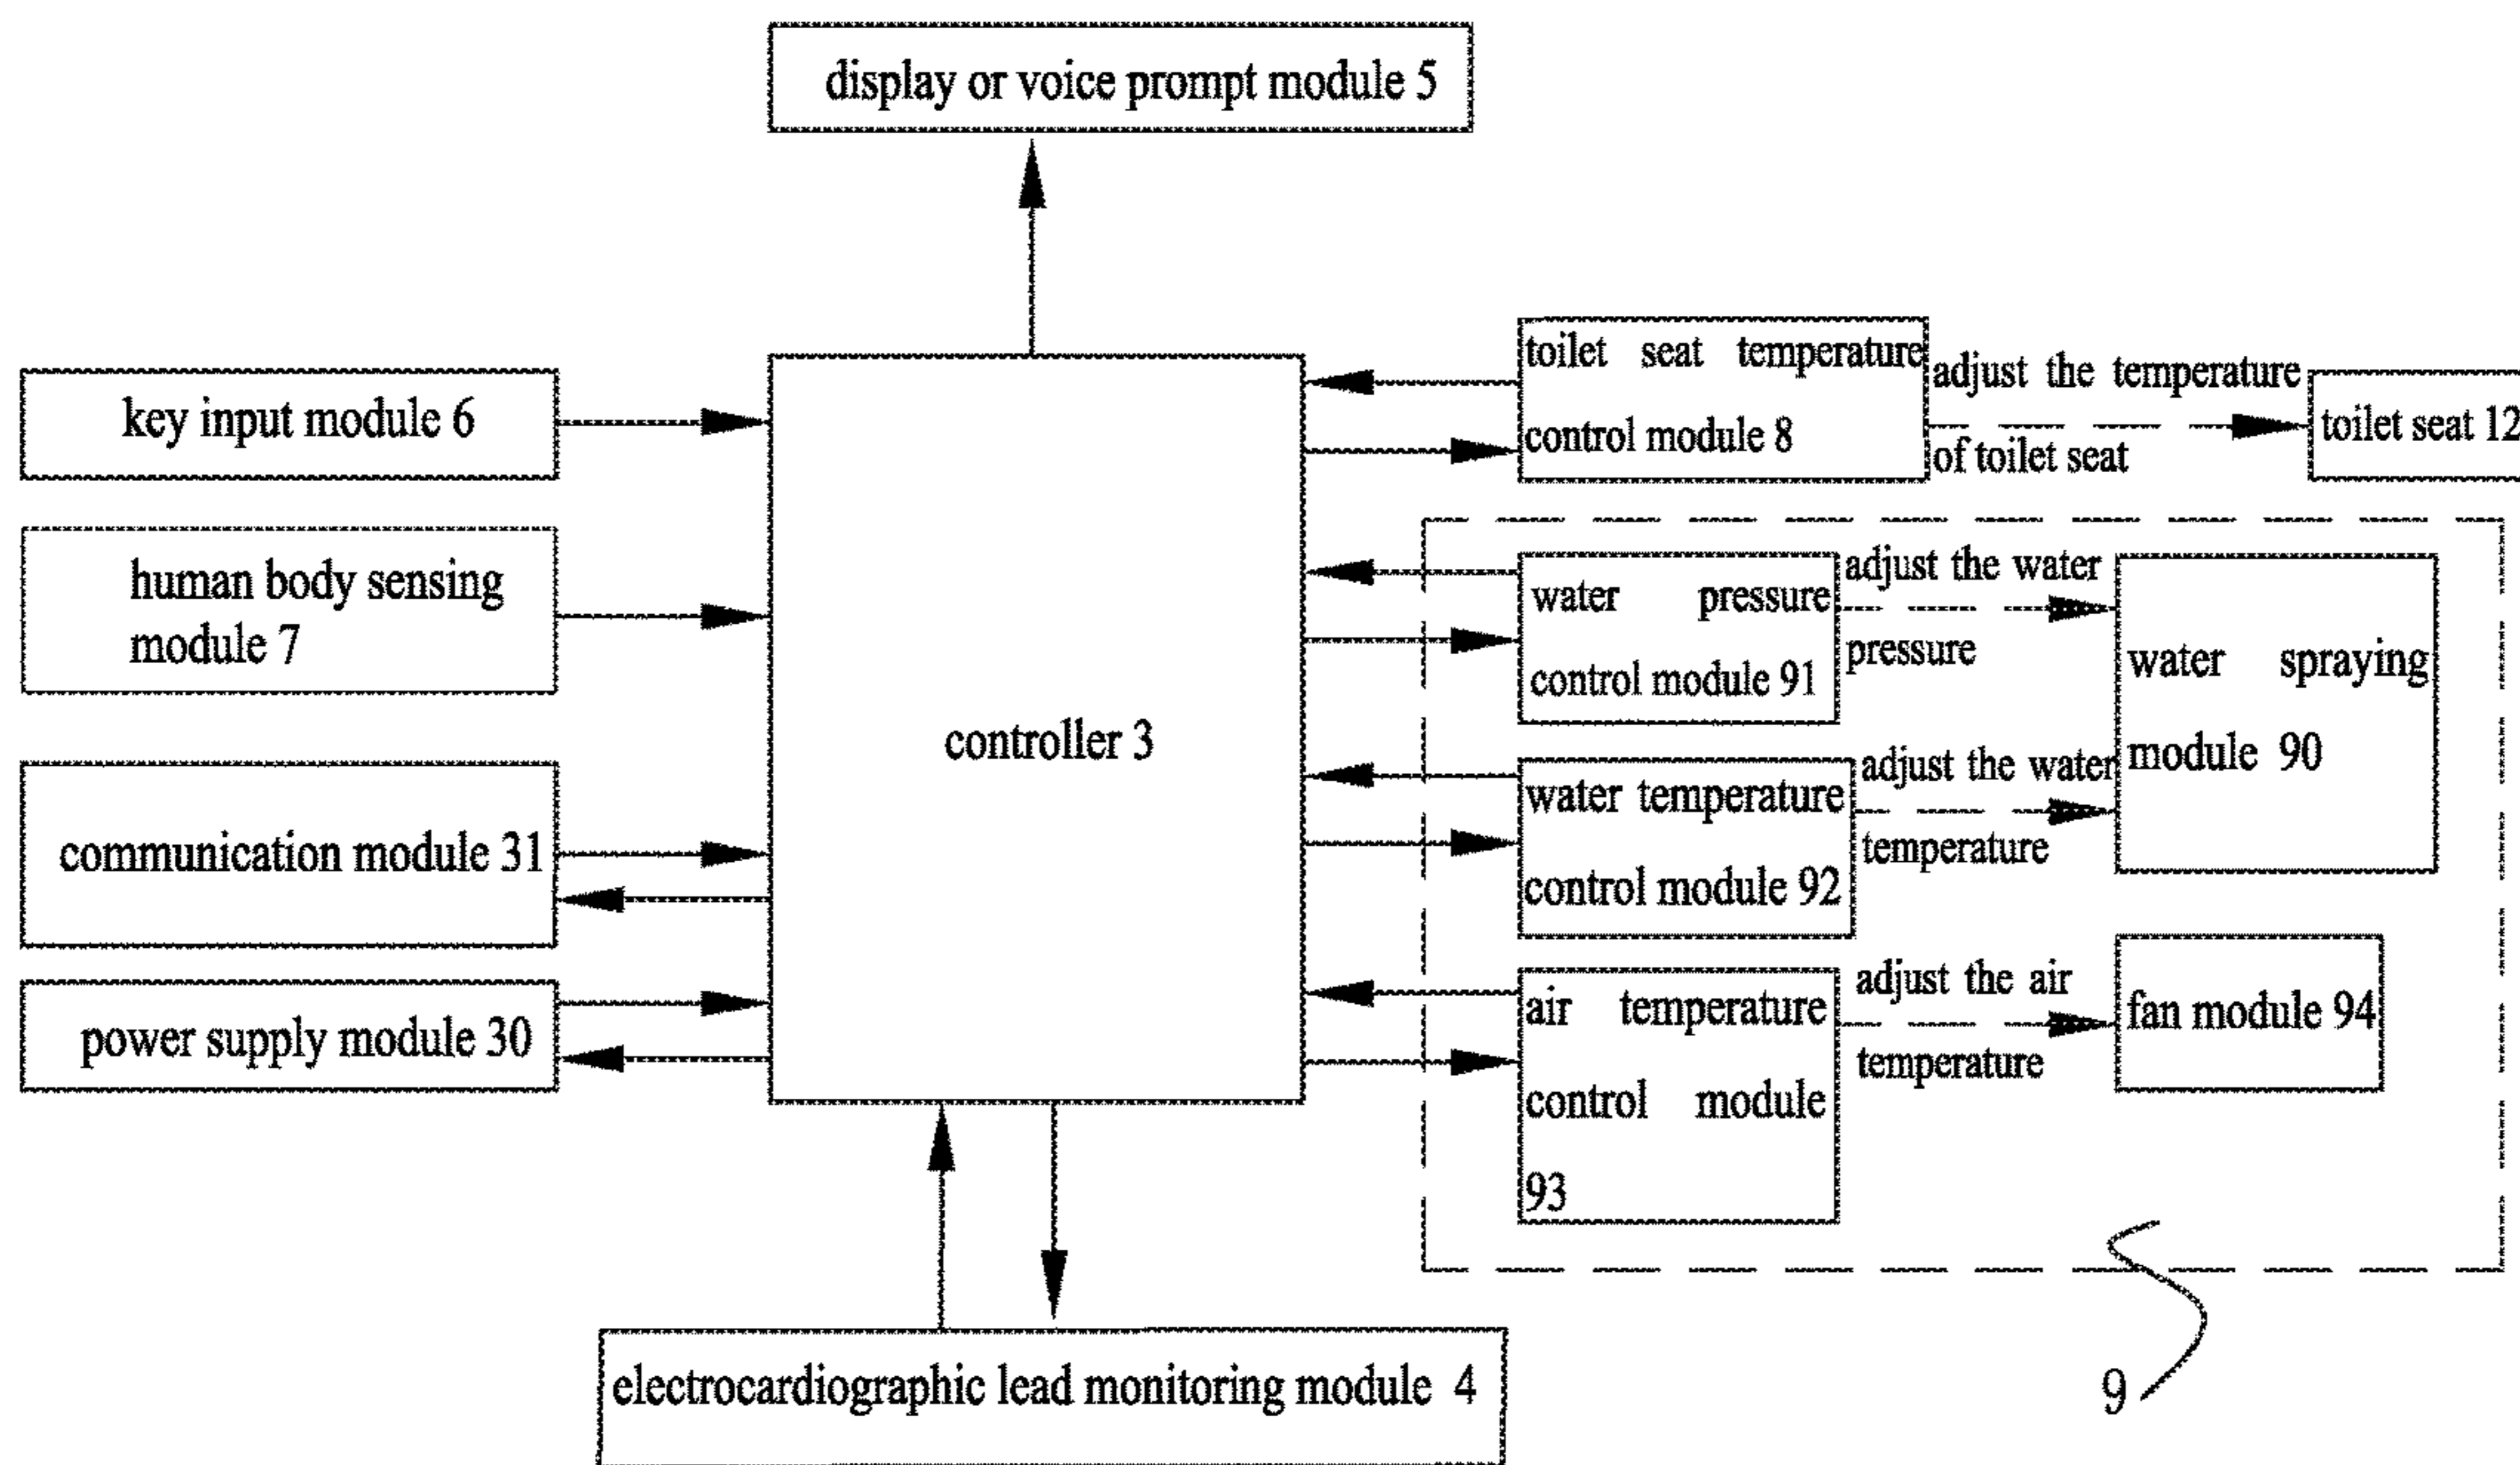 display or voice prompt module 5
key input module 6
human body sensing
module 7
communication module 31
power supply module 30
controller 3
electrocardiographic lead monitoring module 4
toilet seat temperature
control module 8
adjust the temperature
of toilet seat
toilet seat 12
water pressure
control module 91
adjust the water
pressure
water temperature
control module 92
adjust the water
temperature
water spraying
module 90
air temperature
control module
93
adjust the air
temperature
fan module 94
9